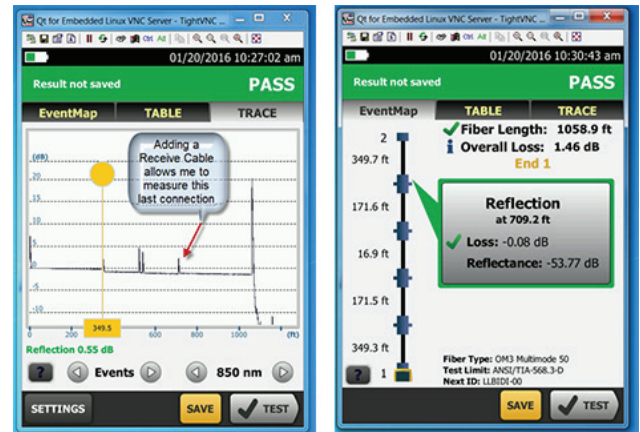 Qt for Embedded Linux VNC Server - TightVNC ...
Ctrl Alt
01/20/2016 10:27:02 am
Result not saved
PASS
EventMap
TABLE
TRACE
(dB)
20
15
10
5
0
-5
-10
Adding a
Receive Cable
allows me to
measure this
last connection
0
200
349.5
600
800
1000
(ft)
Reflection 0.55 dB
?
Events
850 nm
SETTINGS
SAVE
TEST
Qt for Embedded Linux VNC Server - TightVNC ...
Ctrl Alt
01/20/2016 10:30:43 am
Result not saved
PASS
EventMap
TABLE
TRACE
2
Fiber Length: 1058.9 ft
Overall Loss: 1.46 dB
End 1
349.7 ft
171.6 ft
16.9 ft
171.5 ft
349.3 ft
Reflection
at 709.2 ft
Loss: -0.08 dB
Reflectance: -53.77 dB
Fiber Type: OM3 Multimode 50
Test Limit: ANSI/TIA-568.3-D
Next ID: LLBIDI-00
?
1
SAVE
TEST